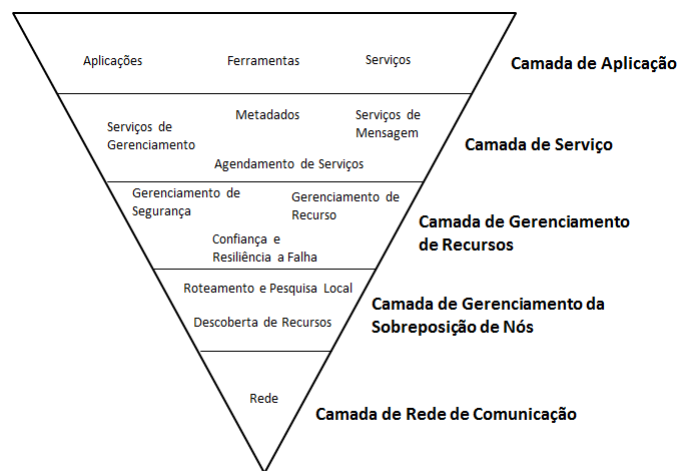 Aplicações
Ferramentas
Serviços
Camada de Aplicação
Serviços de
Gerenciamento
Metadados
Serviços de
Mensagem
Agendamento de Serviços
Camada de Serviço
Gerenciamento de
Segurança
Gerenciamento de
Recurso
Confiança e
Resiliência a Falha
Camada de Gerenciamento
de Recursos
Roteamento e Pesquisa Local
Descoberta de Recursos
Camada de Gerenciamento da
Sobreposição de Nós
Rede
Camada de Rede de Comunicação